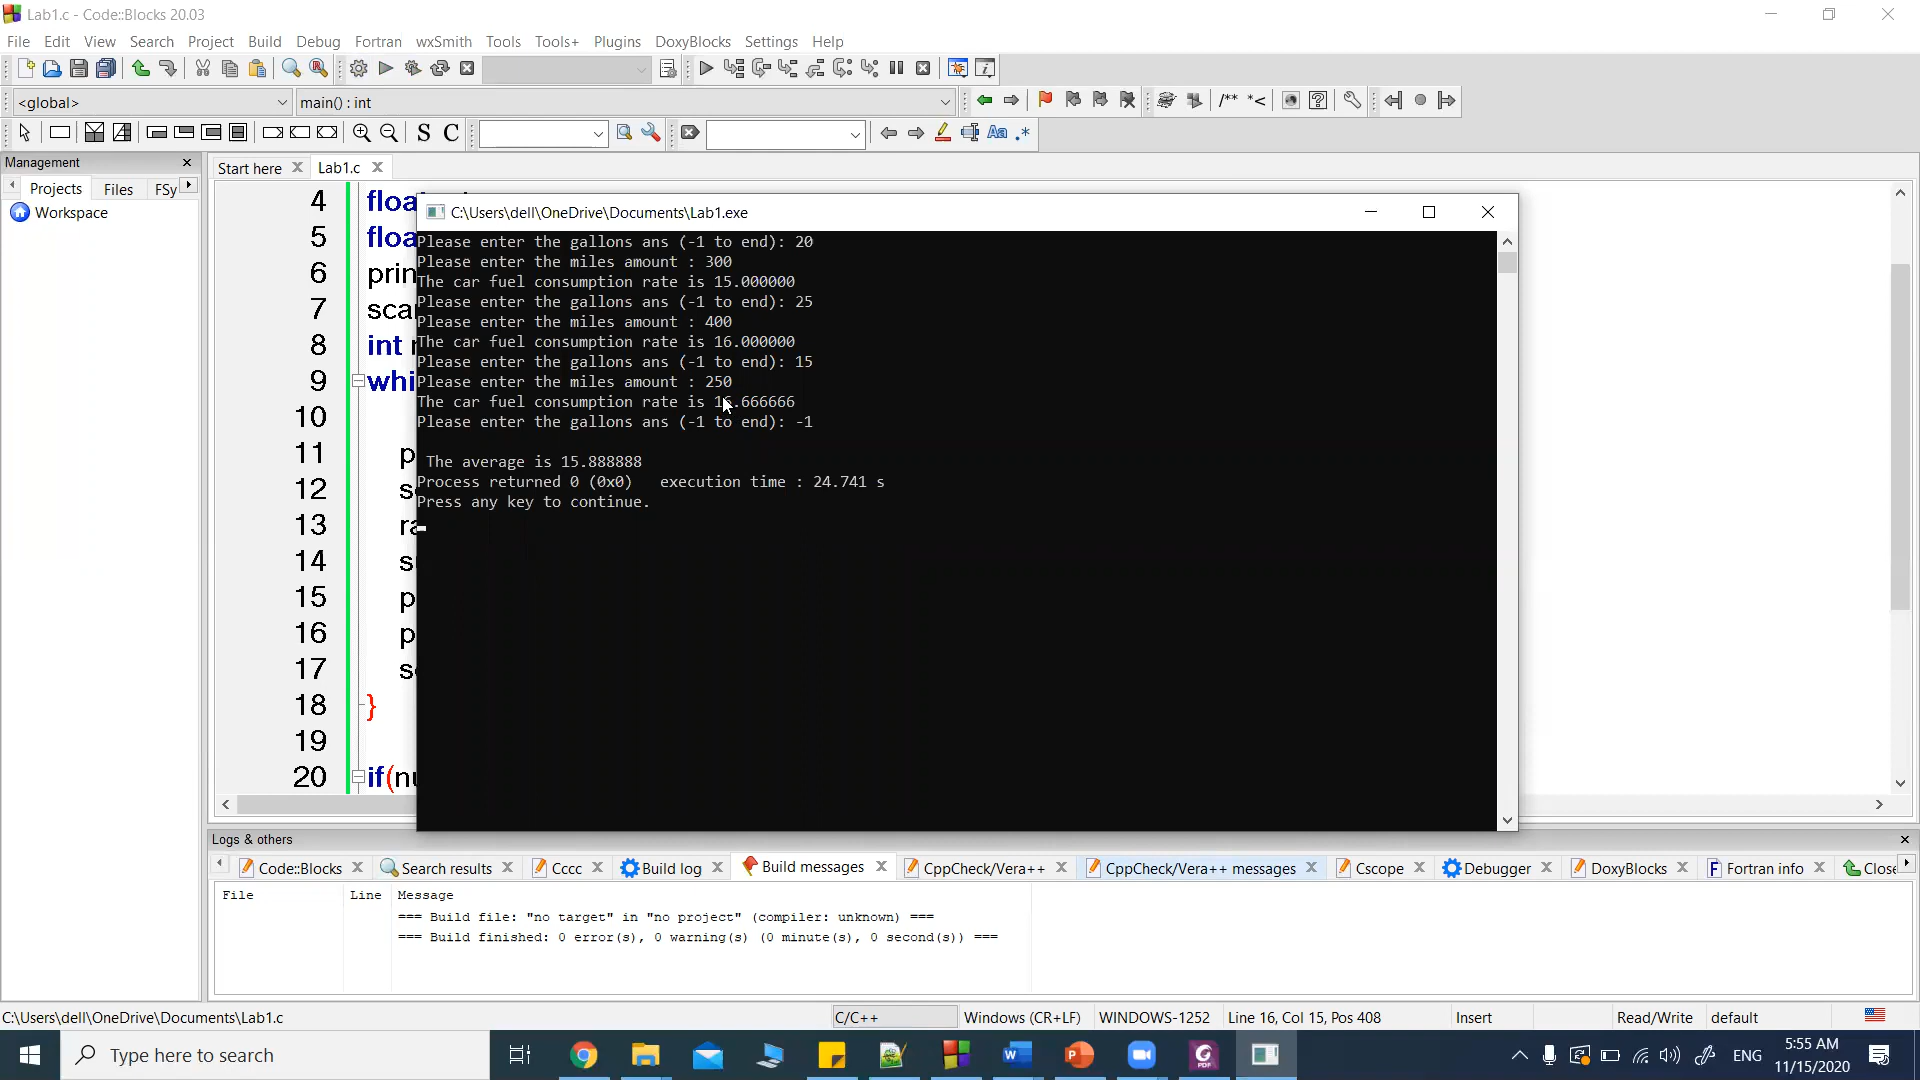 Lab1.c - Code::Blocks 20.03
File Edit View Search Project Build Debug Fortran wxSmith Tools Tools+ Plugins DoxyBlocks Settings Help
<global> main() : int
/** *<
S C Aa .*
Management
Start here Lab1.c
Projects Files FSy
Workspace
4 floa
5 floa
6 prin
7 scal
8 int
9 whi
10
11 p
12 s
13 ra
14 s
15 p
16 p
17 s
18 }
19
20 if(nu
C:\Users\dell\OneDrive\Documents\Lab1.exe
Please enter the gallons ans (-1 to end): 20
Please enter the miles amount : 300
The car fuel consumption rate is 15.000000
Please enter the gallons ans (-1 to end): 25
Please enter the miles amount : 400
The car fuel consumption rate is 16.000000
Please enter the gallons ans (-1 to end): 15
Please enter the miles amount : 250
The car fuel consumption rate is 16.666666
Please enter the gallons ans (-1 to end): -1
The average is 15.888888
Process returned 0 (0x0) execution time : 24.741 s
Press any key to continue.
Logs & others
Code::Blocks Search results Cccc Build log Build messages CppCheck/Vera++ CppCheck/Vera++ messages Cscope Debugger DoxyBlocks Fortran info Close
File Line Message
=== Build file: "no target" in "no project" (compiler: unknown) ===
=== Build finished: 0 error(s), 0 warning(s) (0 minute(s), 0 second(s)) ===
C:\Users\dell\OneDrive\Documents\Lab1.c C/C++ Windows (CR+LF) WINDOWS-1252 Line 16, Col 15, Pos 408 Insert Read/Write default
Type here to search
ENG
5:55 AM
11/15/2020